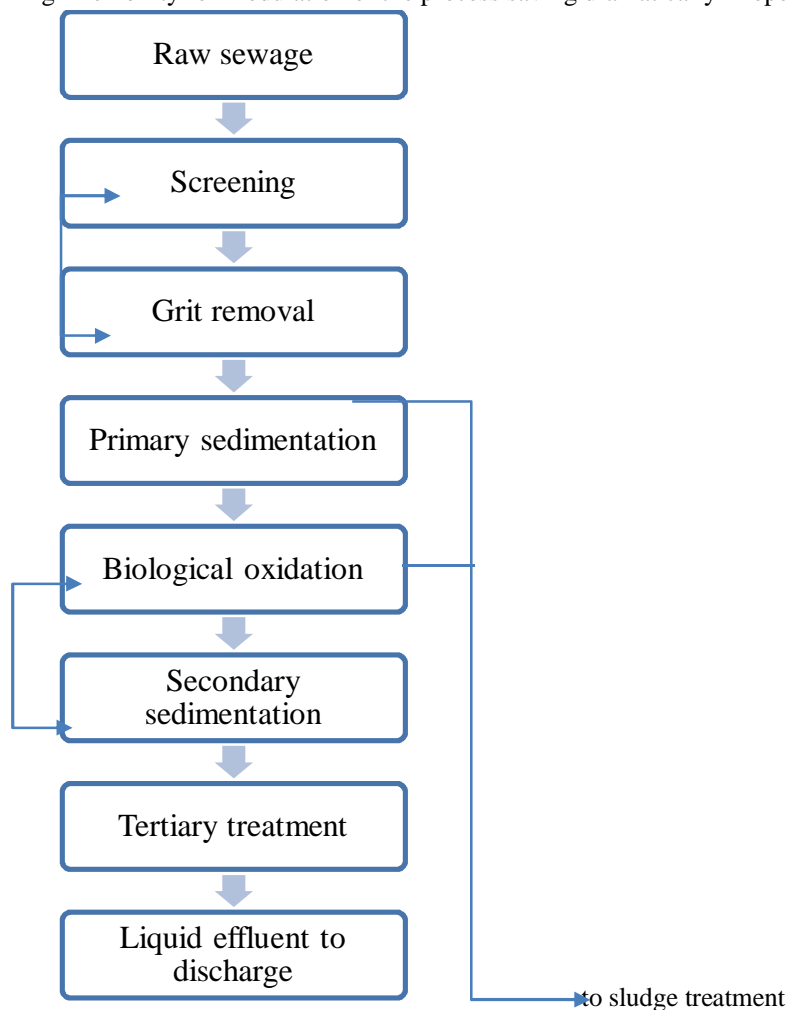 Raw sewage
Screening
Grit removal
Primary sedimentation
Biological oxidation
Secondary
sedimentation
Tertiary treatment
Liquid effluent to
discharge
to sludge treatment